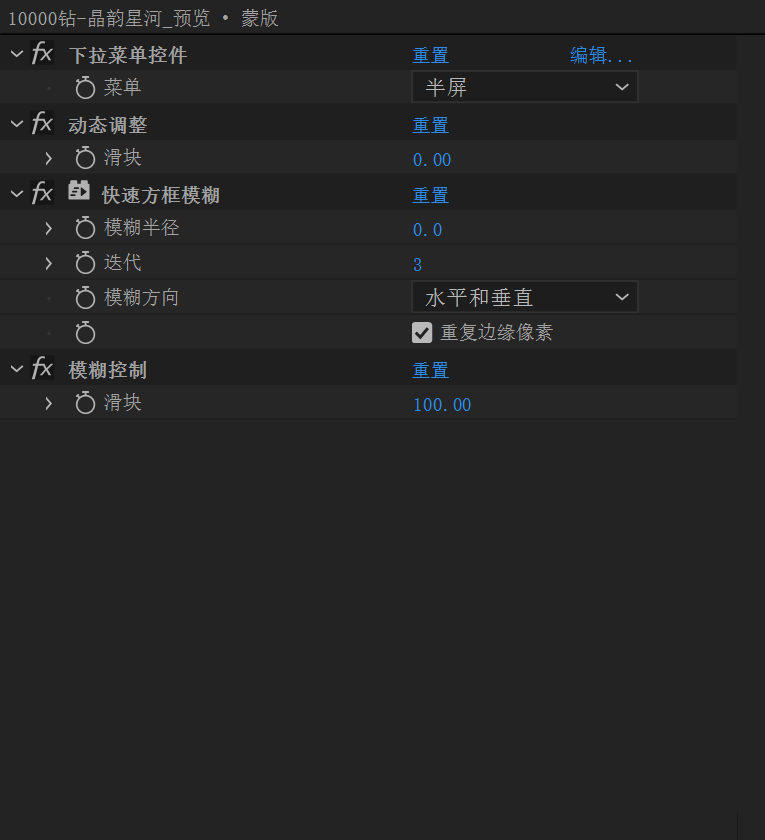 10000钻-晶韵星河_预览 • 蒙版
fx 下拉菜单控件 重置 编辑...
菜单 半屏
fx 动态调整 重置
滑块 0.00
fx 快速方框模糊 重置
模糊半径 0.0
迭代 3
模糊方向 水平和垂直
重复边缘像素
fx 模糊控制 重置
滑块 100.00